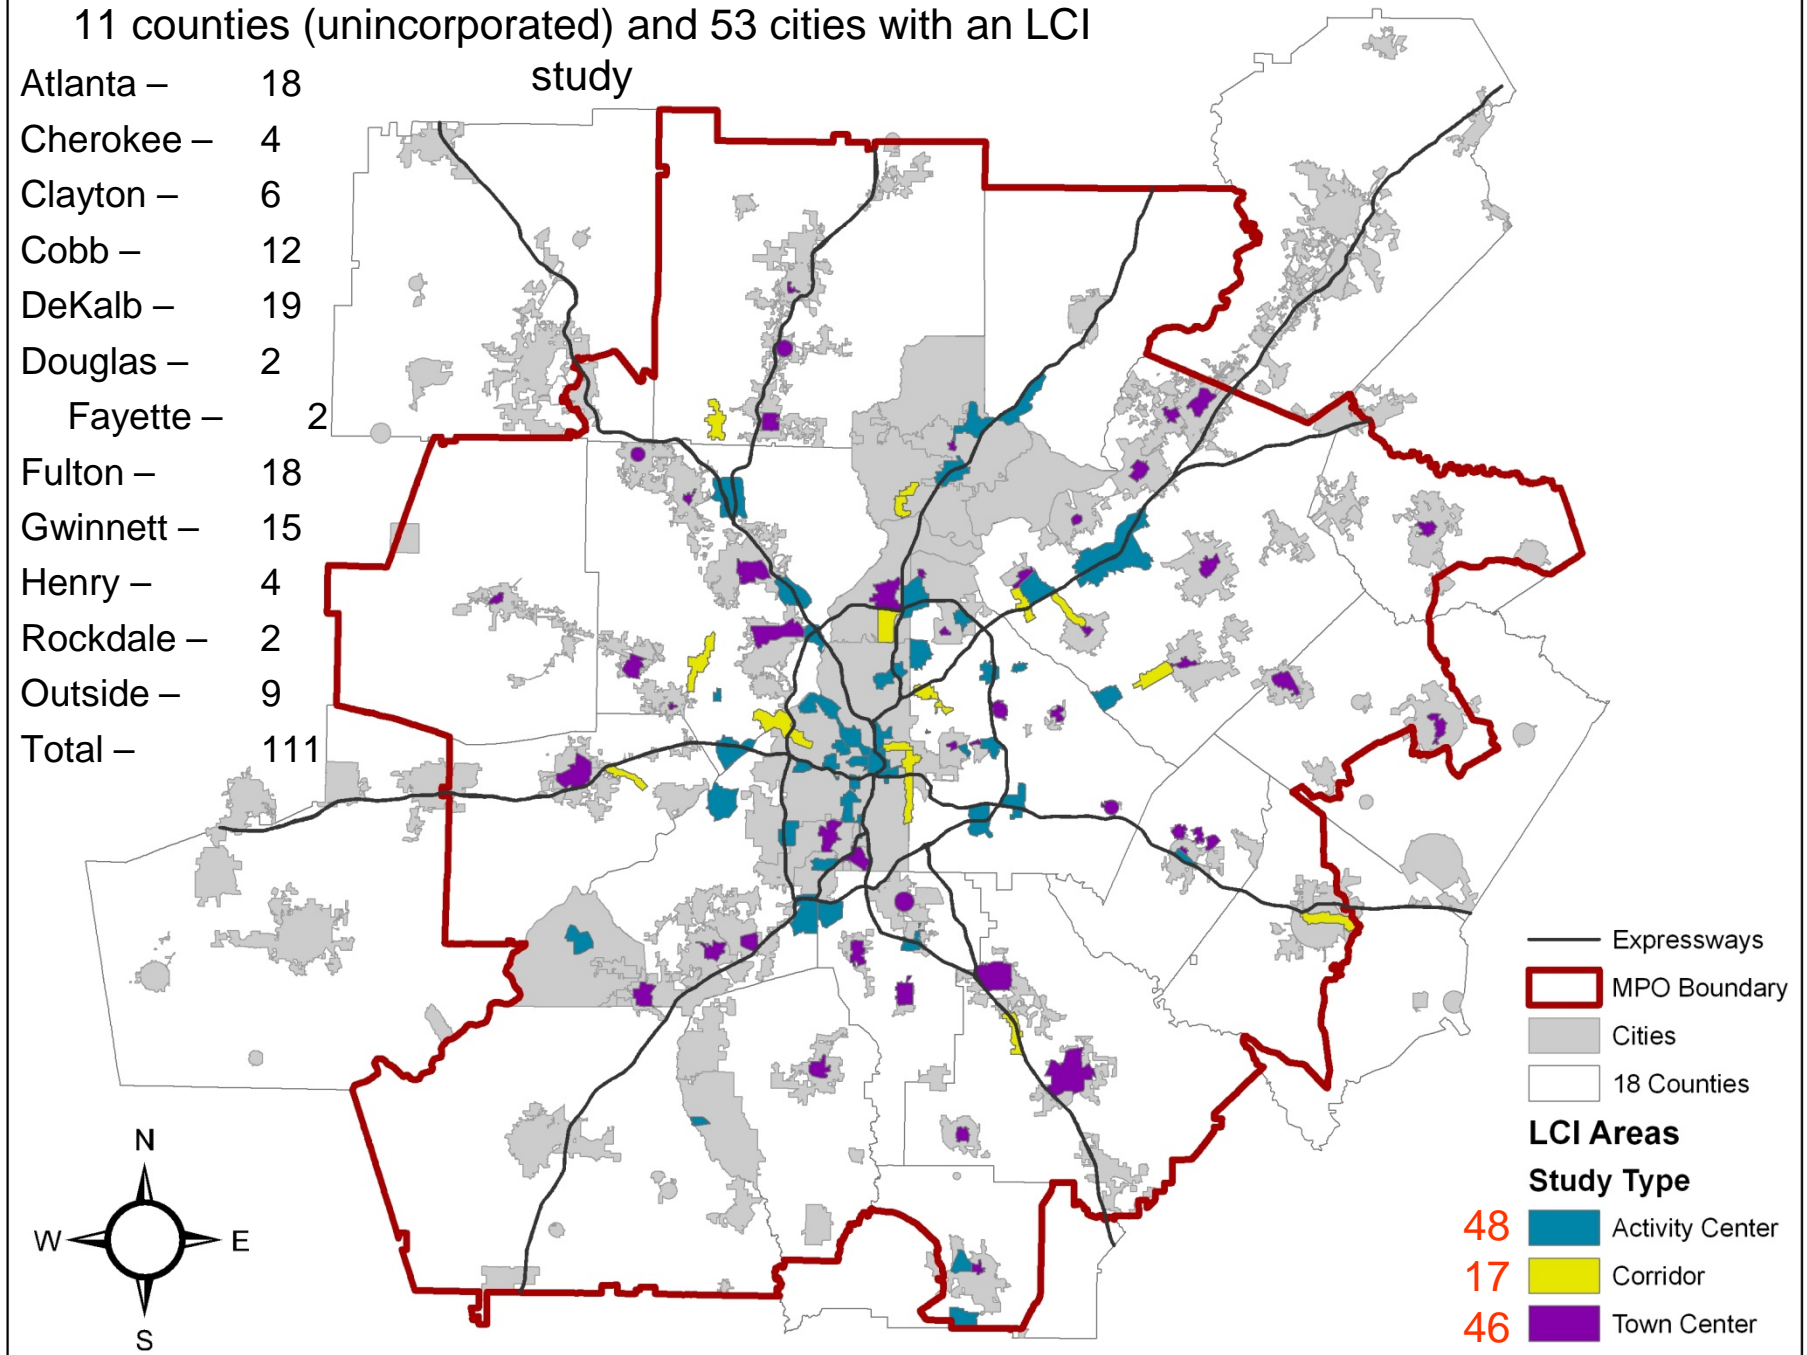 11 counties (unincorporated) and 53 cities with an LCI
study
Atlanta – 18
Cherokee – 4
Clayton – 6
Cobb – 12
DeKalb – 19
Douglas – 2
Fayette – 2
Fulton – 18
Gwinnett – 15
Henry – 4
Rockdale – 2
Outside – 9
Total – 111
Expressways
MPO Boundary
Cities
18 Counties
LCI Areas
Study Type
48 Activity Center
17 Corridor
46 Town Center
N
W E
S